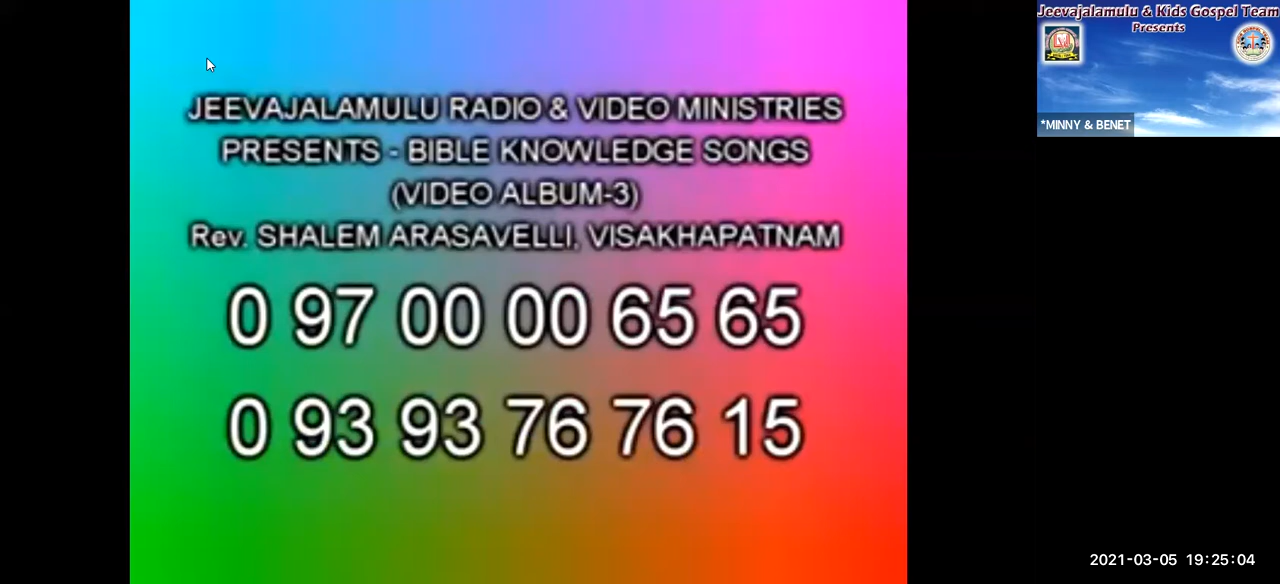 JEEVAJALAMULU RADIO & VIDEO MINISTRIES
PRESENTS - BIBLE KNOWLEDGE SONGS
(VIDEO ALBUM-3)
Rev. SHALEM ARASAVELLI, VISAKHAPATNAM
0 97 00 00 65 65
0 93 93 76 76 15
Jeevajalamulu & Kids Gospel Team
Presents
*MINNY & BENET
2021-03-05 19:25:04